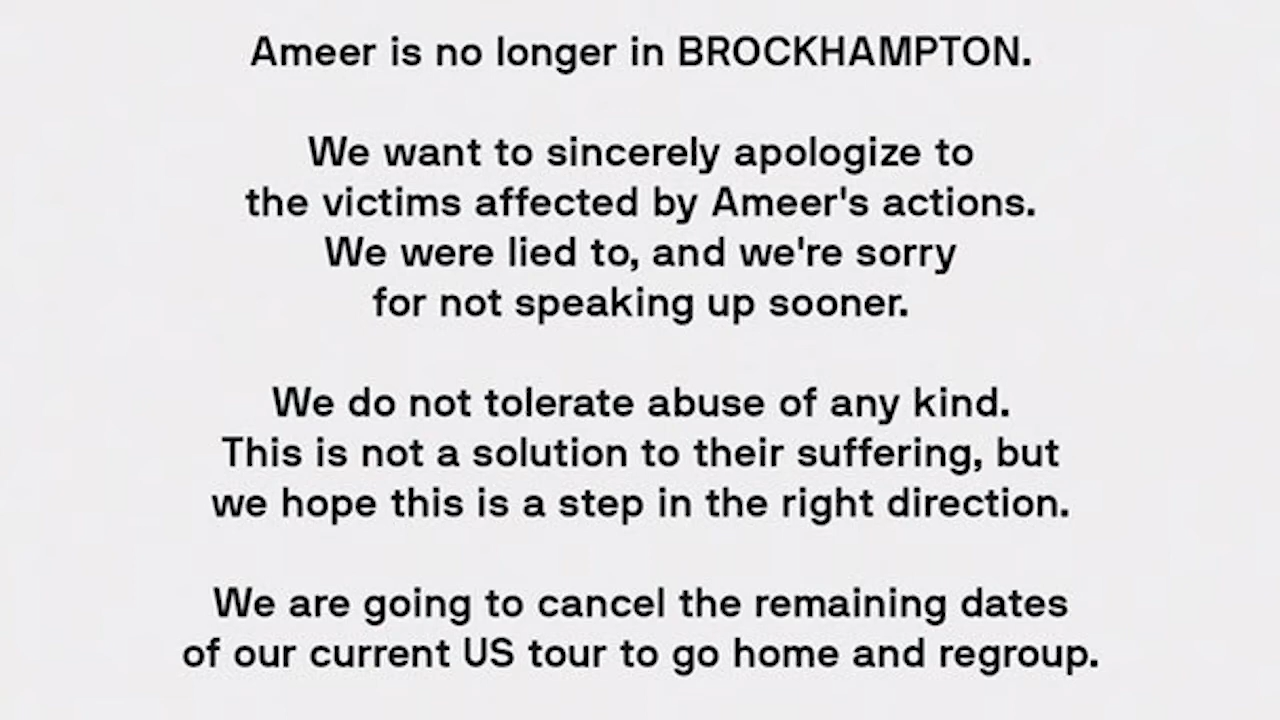 Ameer is no longer in BROCKHAMPTON.
We want to sincerely apologize to
the victims affected by Ameer's actions.
We were lied to, and we're sorry
for not speaking up sooner.
We do not tolerate abuse of any kind.
This is not a solution to their suffering, but
we hope this is a step in the right direction.
We are going to cancel the remaining dates
of our current US tour to go home and regroup.